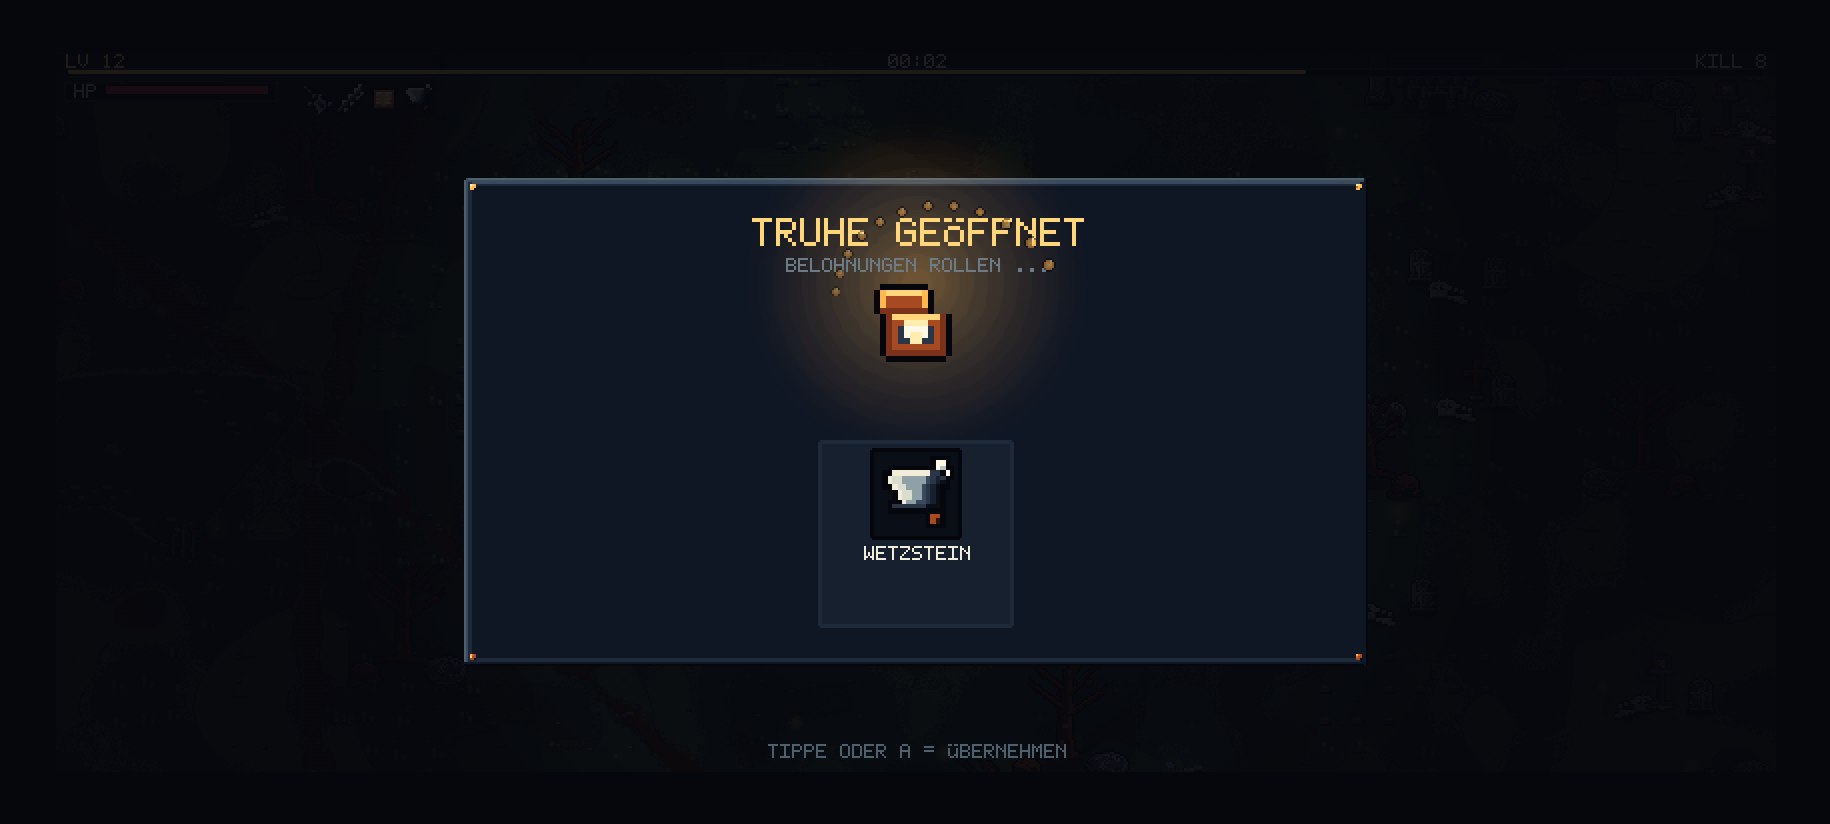 LV 12
00:02
KILL 8
HP
TRUHE GEÖFFNET
BELOHNUNGEN ROLLEN ...
WETZSTEIN
TIPPE ODER A = ÜBERNEHMEN